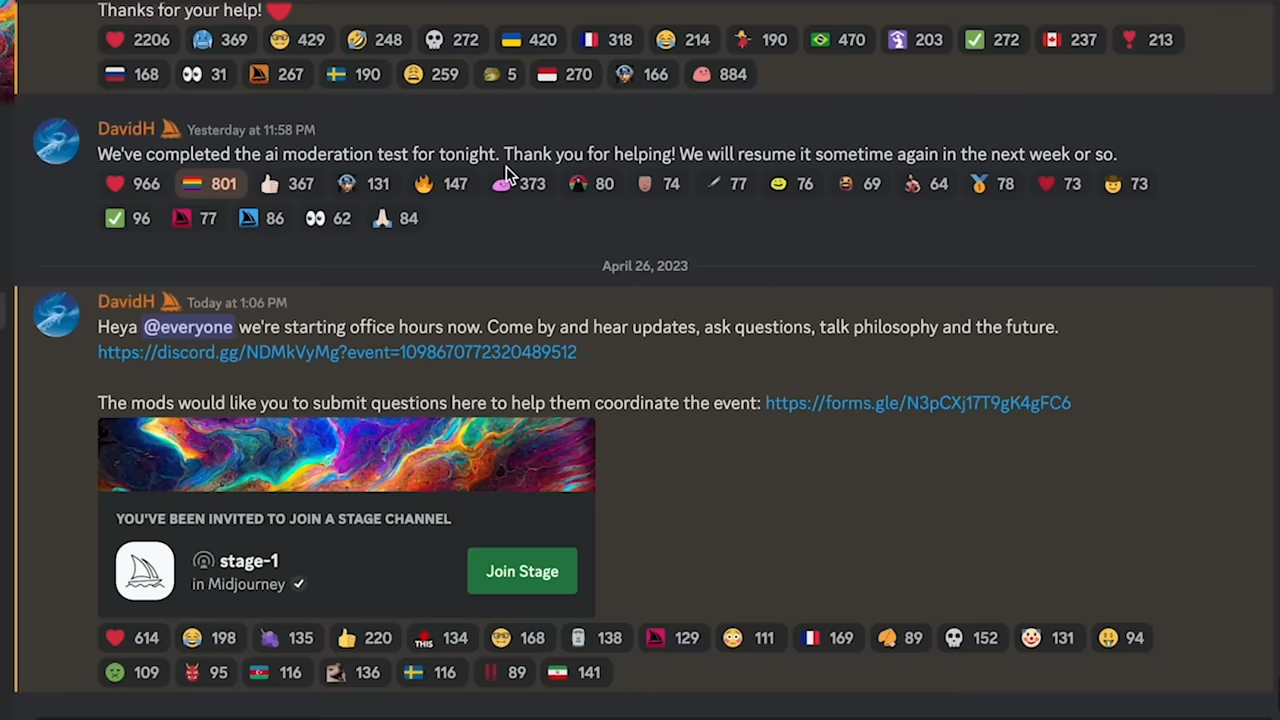 Thanks for your help! ❤️
❤️ 2206 🥶 369 🤓 429 🤣 248 💀 272 🇺🇦 420 🇫🇷 318 😂 214 190 🇧🇷 470 203 ✅ 272 🇨🇦 237 ❣️ 213
🇷🇺 168 👀 31 ⛵ 267 🇸🇪 190 😩 259 5 🇮🇩 270 166 884
DavidH ⛵ Yesterday at 11:58 PM
We've completed the ai moderation test for tonight. Thank you for helping! We will resume it sometime again in the next week or so.
❤️ 966 🏳️‍🌈 801 👍🏻 367 131 🔥 147 373 80 74 77 76 69 64 🏅 78 ❤️ 73 🤠 73
✅ 96 ⛵ 77 ⛵ 86 👀 62 🙏🏻 84
April 26, 2023
DavidH ⛵ Today at 1:06 PM
Heya @everyone we're starting office hours now. Come by and hear updates, ask questions, talk philosophy and the future.
https://discord.gg/NDMkVyMg?event=1098670772320489512
The mods would like you to submit questions here to help them coordinate the event: https://forms.gle/N3pCXj17T9gK4gFC6
YOU'VE BEEN INVITED TO JOIN A STAGE CHANNEL
stage-1
in Midjourney ✓
Join Stage
❤️ 614 😂 198 🍇 135 👍 220 THIS 134 🤓 168 138 ⛵ 129 😳 111 🇫🇷 169 89 💀 152 🤡 131 🤑 94
🤢 109 👹 95 🇦🇿 116 136 🇸🇪 116 89 🇮🇷 141